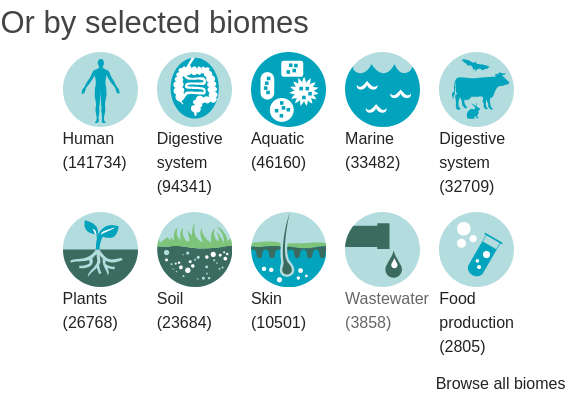 Or by selected biomes
Human
(141734)
Digestive
system
(94341)
Aquatic
(46160)
Marine
(33482)
Digestive
system
(32709)
Plants
(26768)
Soil
(23684)
Skin
(10501)
Wastewater
(3858)
Food
production
(2805)
Browse all biomes